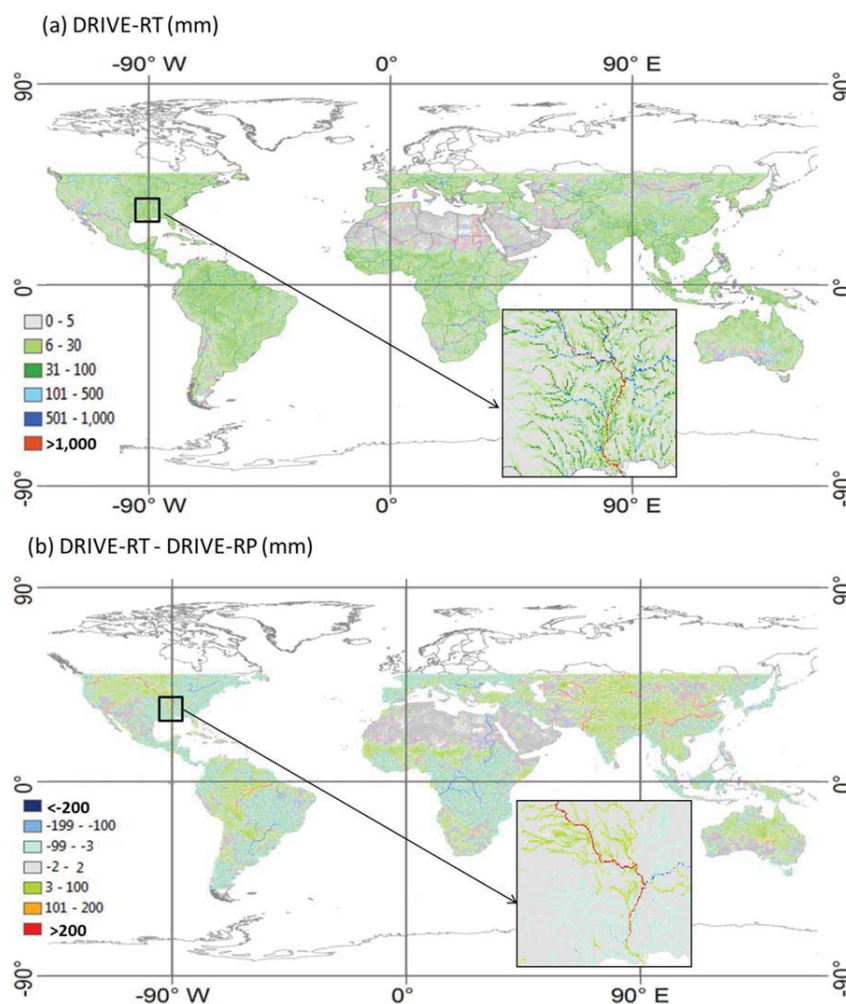 (a) DRIVE-RT (mm)
-90° W 0° 90° E
90° 90°
0° 0°
0 - 5
6 - 30
31 - 100
101 - 500
501 - 1,000
>1,000
-90° -90°
-90° W 0° 90° E
(b) DRIVE-RT - DRIVE-RP (mm)
90° 90°
0° 0°
<-200
-199 - -100
-99 - -3
-2 - 2
3 - 100
101 - 200
>200
-90° -90°
-90° W 0° 90° E